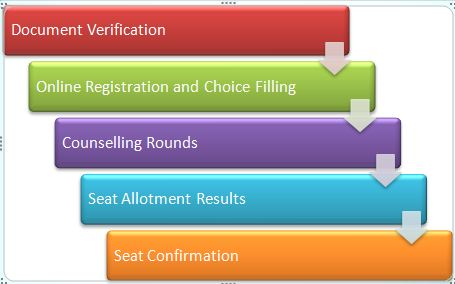 Document Verification
Online Registration and Choice Filling
Counselling Rounds
Seat Allotment Results
Seat Confirmation